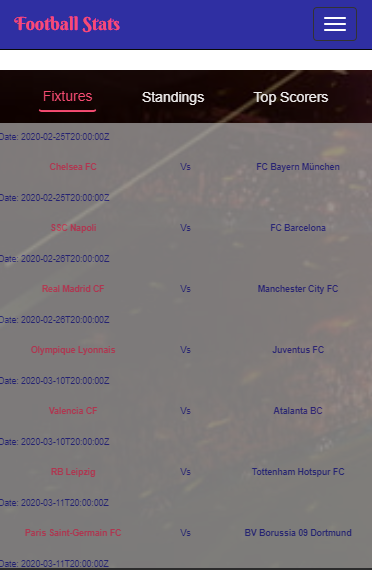 Football Stats
Fixtures Standings Top Scorers
Date: 2020-02-25T20:00:00Z
Chelsea FC Vs FC Bayern München
Date: 2020-02-25T20:00:00Z
SSC Napoli Vs FC Barcelona
Date: 2020-02-26T20:00:00Z
Real Madrid CF Vs Manchester City FC
Date: 2020-02-26T20:00:00Z
Olympique Lyonnais Vs Juventus FC
Date: 2020-03-10T20:00:00Z
Valencia CF Vs Atalanta BC
Date: 2020-03-10T20:00:00Z
RB Leipzig Vs Tottenham Hotspur FC
Date: 2020-03-11T20:00:00Z
Paris Saint-Germain FC Vs BV Borussia 09 Dortmund
Date: 2020-03-11T20:00:00Z